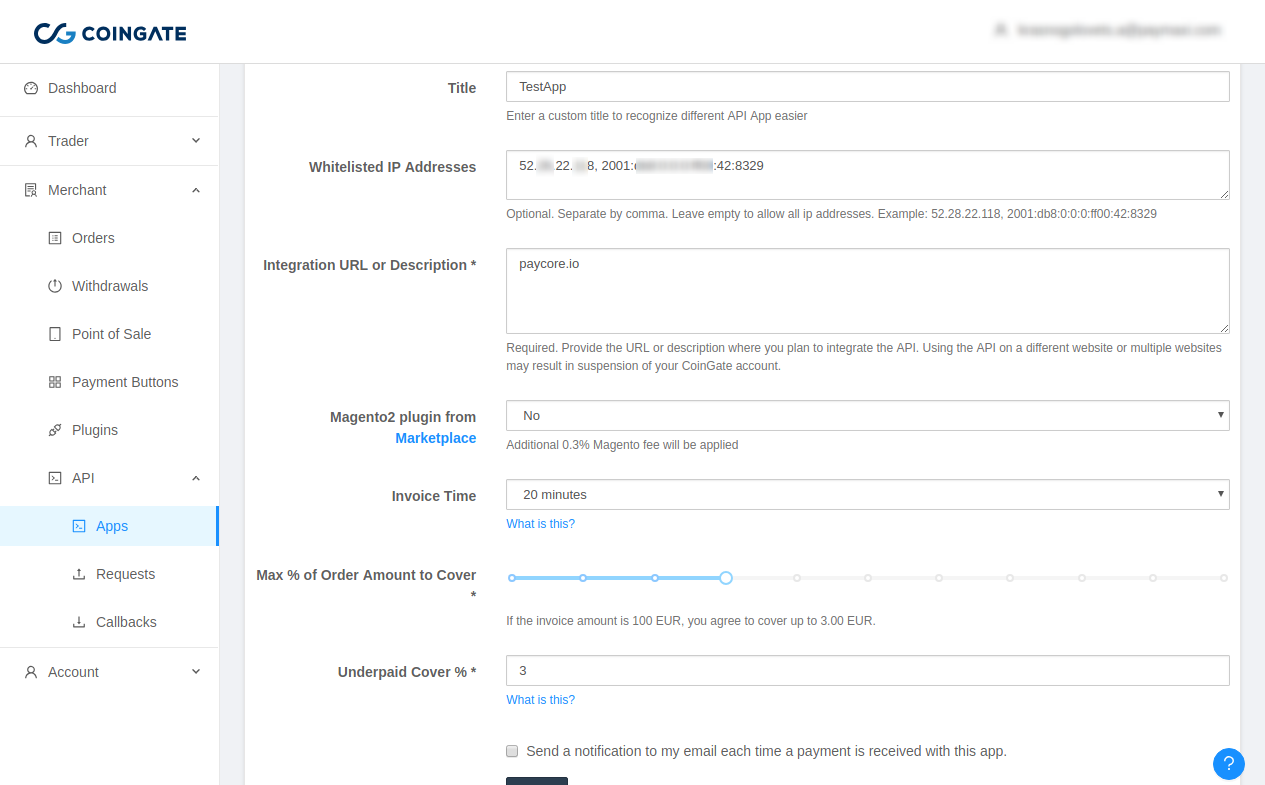 COINGATE
Dashboard
Trader
Merchant
Orders
Withdrawals
Point of Sale
Payment Buttons
Plugins
API
Apps
Requests
Callbacks
Account
Title
TestApp
Enter a custom title to recognize different API App easier
Whitelisted IP Addresses
52. 22. 8, 2001: :42:8329
Optional. Separate by comma. Leave empty to allow all ip addresses. Example: 52.28.22.118, 2001:db8:0:0:0:ff00:42:8329
Integration URL or Description *
paycore.io
Required. Provide the URL or description where you plan to integrate the API. Using the API on a different website or multiple websites
may result in suspension of your CoinGate account.
Magento2 plugin from
Marketplace
No
Additional 0.3% Magento fee will be applied
Invoice Time
20 minutes
What is this?
Max % of Order Amount to Cover
*
If the invoice amount is 100 EUR, you agree to cover up to 3.00 EUR.
Underpaid Cover % *
3
What is this?
Send a notification to my email each time a payment is received with this app.
?